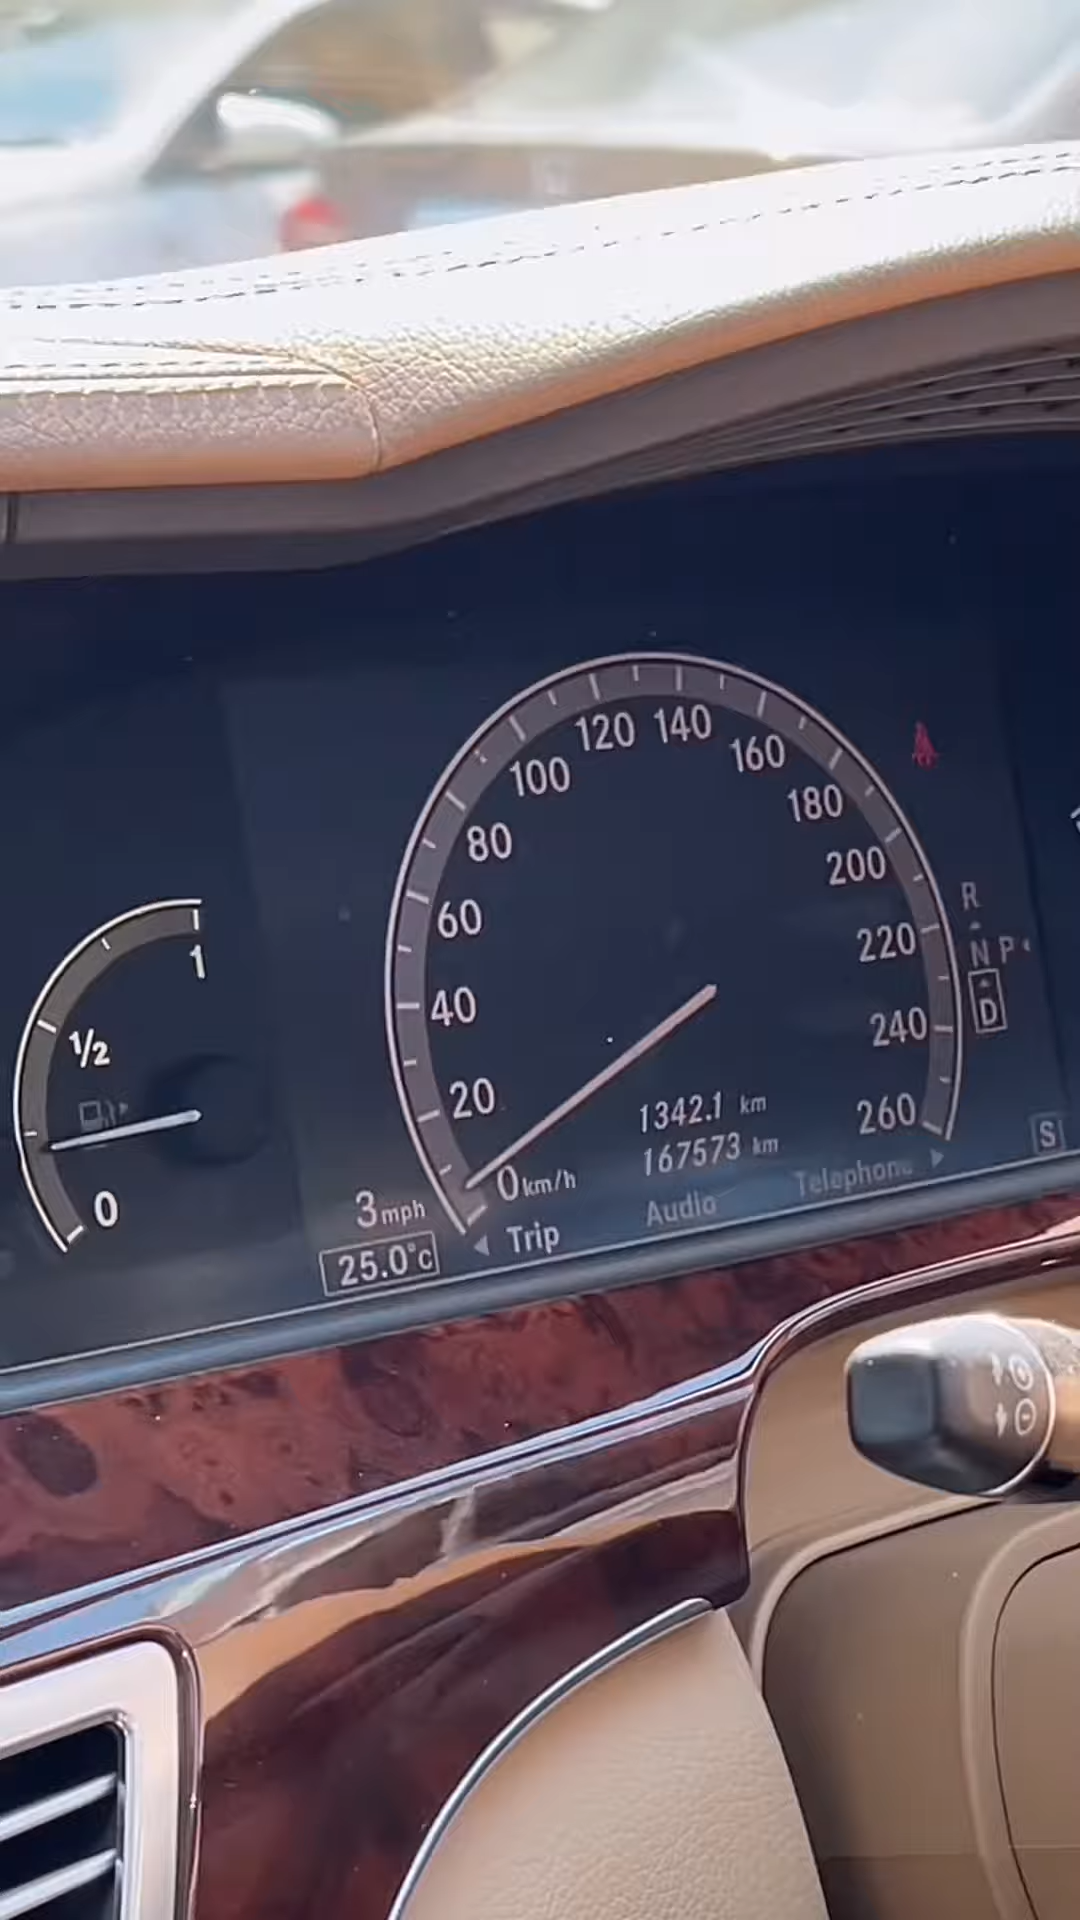 120 140
100 160
80 180
60 200
40 220
20 240
0 km/h 260
1
½
0
1342.1 km
167573 km
R
N P
D
S
3 mph
25.0°C
Trip Audio Telephone